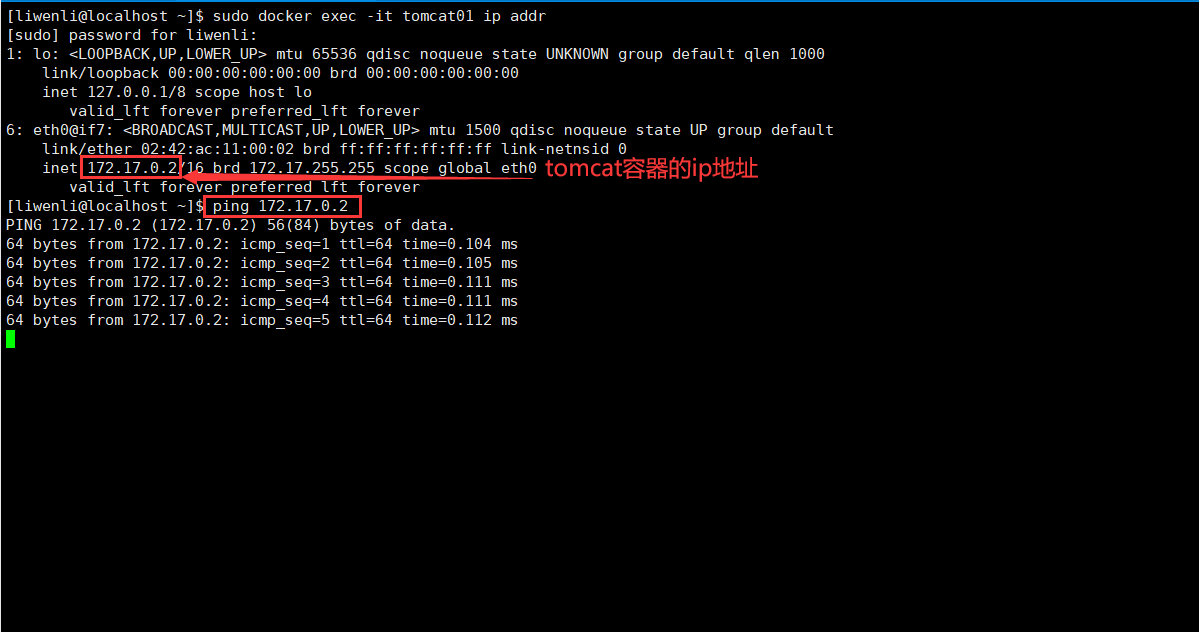 [liwenli@localhost ~]$ sudo docker exec -it tomcat01 ip addr
[sudo] password for liwenli:
1: lo: <LOOPBACK,UP,LOWER_UP> mtu 65536 qdisc noqueue state UNKNOWN group default qlen 1000
link/loopback 00:00:00:00:00:00 brd 00:00:00:00:00:00
inet 127.0.0.1/8 scope host lo
valid_lft forever preferred_lft forever
6: eth0@if7: <BROADCAST,MULTICAST,UP,LOWER_UP> mtu 1500 qdisc noqueue state UP group default
link/ether 02:42:ac:11:00:02 brd ff:ff:ff:ff:ff:ff link-netnsid 0
inet 172.17.0.2/16 brd 172.17.255.255 scope global eth0 tomcat容器的ip地址
valid_lft forever preferred_lft forever
[liwenli@localhost ~]$ ping 172.17.0.2
PING 172.17.0.2 (172.17.0.2) 56(84) bytes of data.
64 bytes from 172.17.0.2: icmp_seq=1 ttl=64 time=0.104 ms
64 bytes from 172.17.0.2: icmp_seq=2 ttl=64 time=0.105 ms
64 bytes from 172.17.0.2: icmp_seq=3 ttl=64 time=0.111 ms
64 bytes from 172.17.0.2: icmp_seq=4 ttl=64 time=0.111 ms
64 bytes from 172.17.0.2: icmp_seq=5 ttl=64 time=0.112 ms